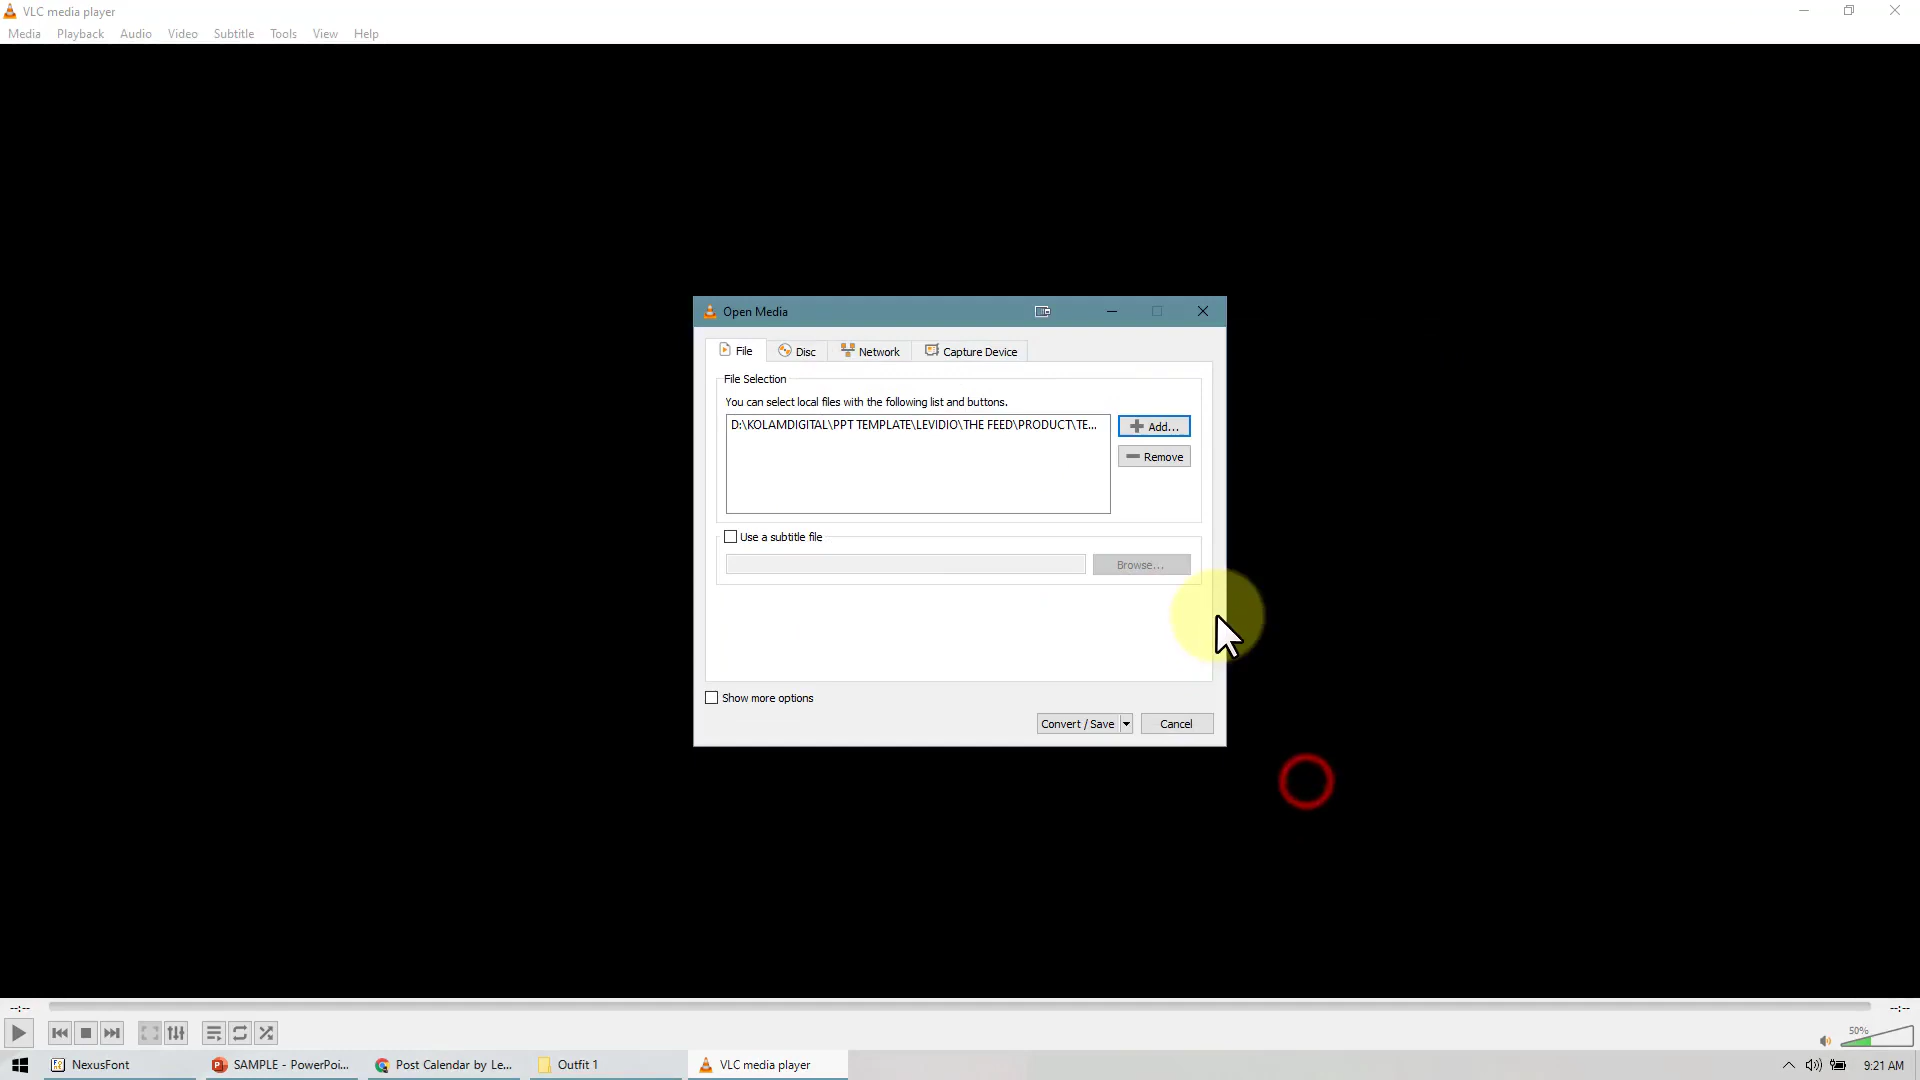 VLC media player
Media Playback Audio Video Subtitle Tools View Help
Open Media
File Disc Network Capture Device
File Selection
You can select local files with the following list and buttons.
D:\KOLAMDIGITAL\PPT TEMPLATE\LEVIDIO\THE FEED\PRODUCT\TE...
Add...
Remove
Use a subtitle file
Browse...
Show more options
Convert / Save Cancel
--:-- --:--
50%
NexusFont SAMPLE - PowerPoi... Post Calendar by Le... Outfit 1 VLC media player 9:21 AM